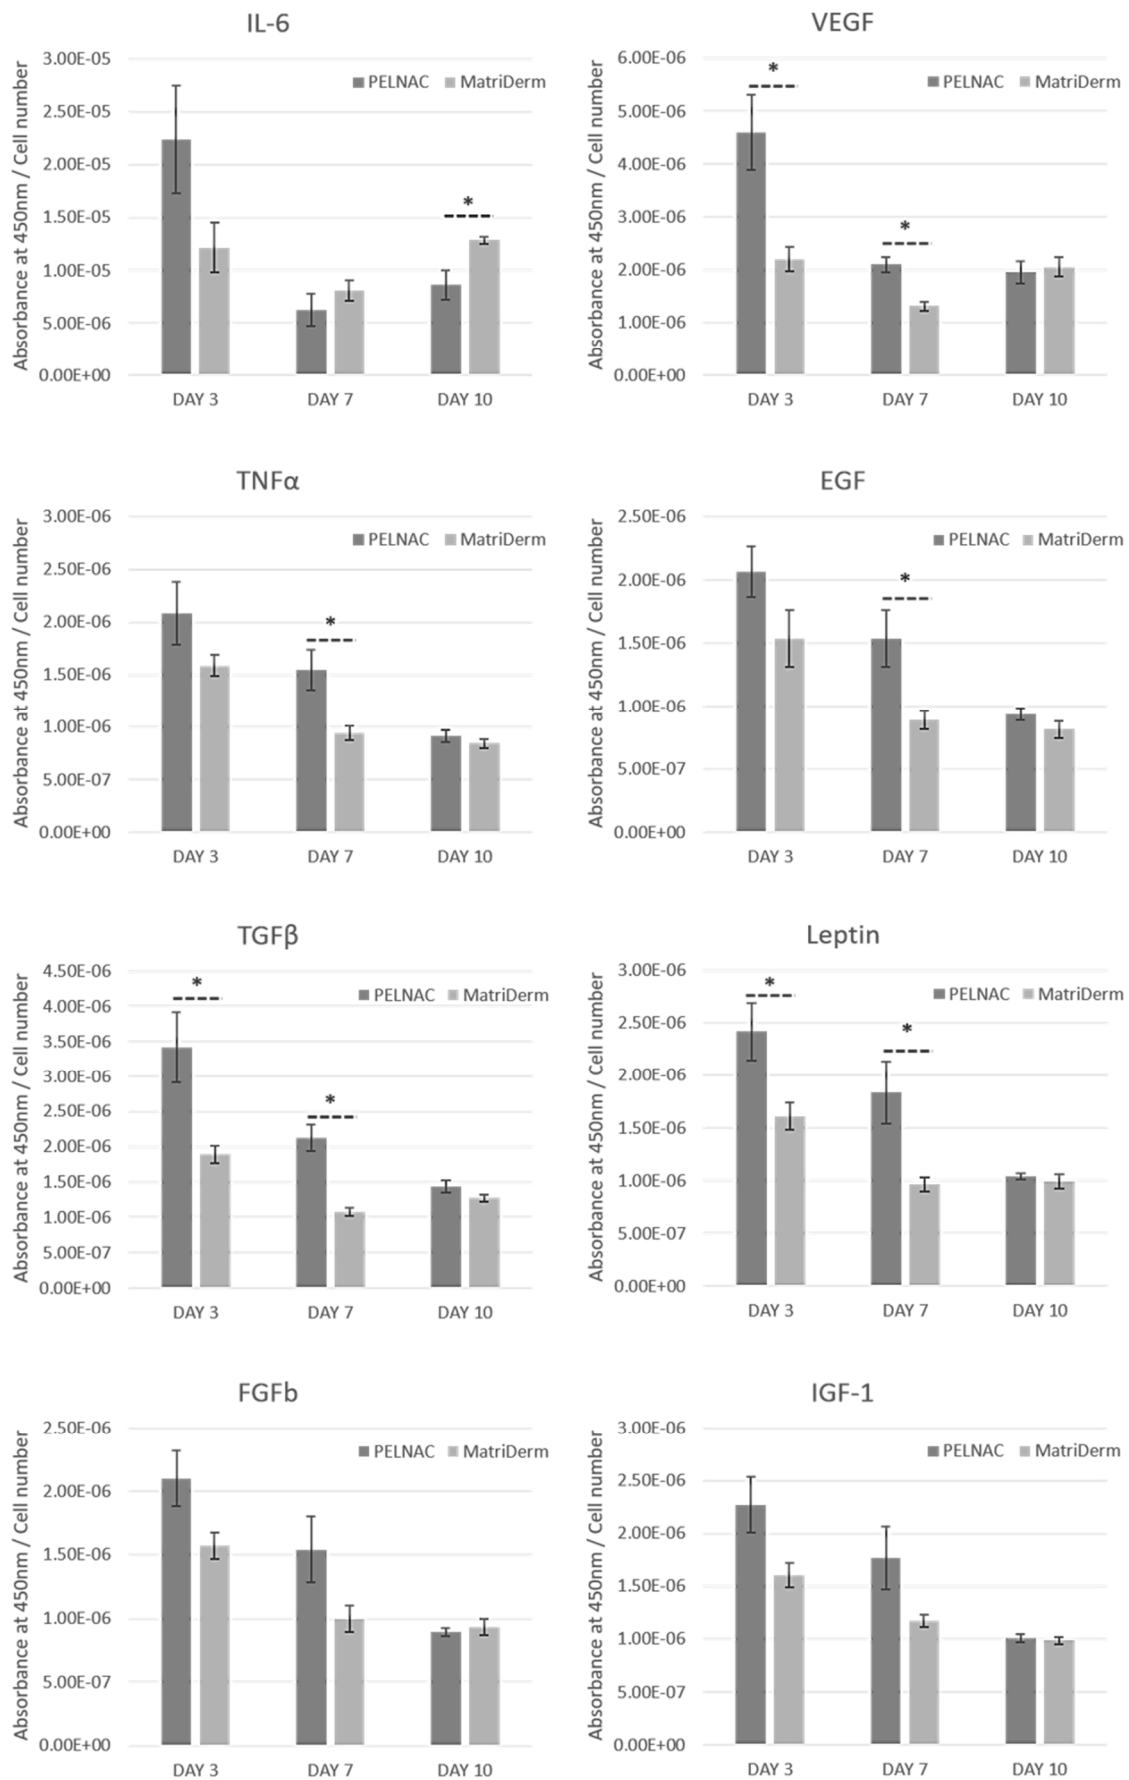 IL-6
Absorbance at 450nm / Cell number
3.00E-05
2.50E-05
2.00E-05
1.50E-05
1.00E-05
5.00E-06
0.00E+00
PELNAC MatriDerm
*
DAY 3 DAY 7 DAY 10
VEGF
Absorbance at 450nm / Cell number
6.00E-06
5.00E-06
4.00E-06
3.00E-06
2.00E-06
1.00E-06
0.00E+00
PELNAC MatriDerm
*
*
DAY 3 DAY 7 DAY 10
TNFα
Absorbance at 450nm / Cell number
3.00E-06
2.50E-06
2.00E-06
1.50E-06
1.00E-06
5.00E-07
0.00E+00
PELNAC MatriDerm
*
DAY 3 DAY 7 DAY 10
EGF
Absorbance at 450nm / Cell number
2.50E-06
2.00E-06
1.50E-06
1.00E-06
5.00E-07
0.00E+00
PELNAC MatriDerm
*
DAY 3 DAY 7 DAY 10
TGFβ
Absorbance at 450nm / Cell number
4.50E-06
4.00E-06
3.50E-06
3.00E-06
2.50E-06
2.00E-06
1.50E-06
1.00E-06
5.00E-07
0.00E+00
PELNAC MatriDerm
*
*
DAY 3 DAY 7 DAY 10
Leptin
Absorbance at 450nm / Cell number
3.00E-06
2.50E-06
2.00E-06
1.50E-06
1.00E-06
5.00E-07
0.00E+00
PELNAC MatriDerm
*
*
DAY 3 DAY 7 DAY 10
FGFb
Absorbance at 450nm / Cell number
2.50E-06
2.00E-06
1.50E-06
1.00E-06
5.00E-07
0.00E+00
PELNAC MatriDerm
DAY 3 DAY 7 DAY 10
IGF-1
Absorbance at 450nm / Cell number
3.00E-06
2.50E-06
2.00E-06
1.50E-06
1.00E-06
5.00E-07
0.00E+00
PELNAC MatriDerm
DAY 3 DAY 7 DAY 10